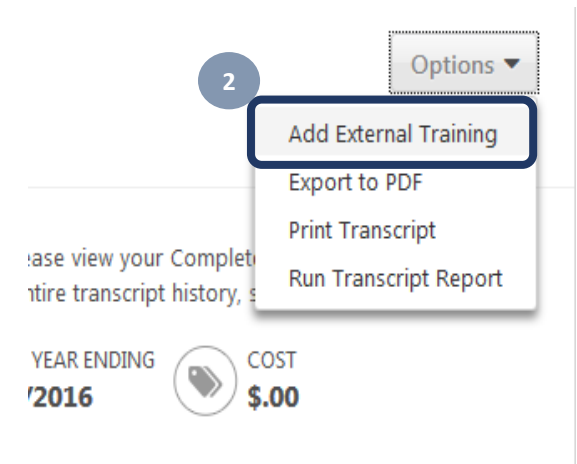 Options
2
Add External Training
Export to PDF
Print Transcript
ease view your Complet
Run Transcript Report
ntire transcript history, s
YEAR ENDING
/2016
COST
$.00